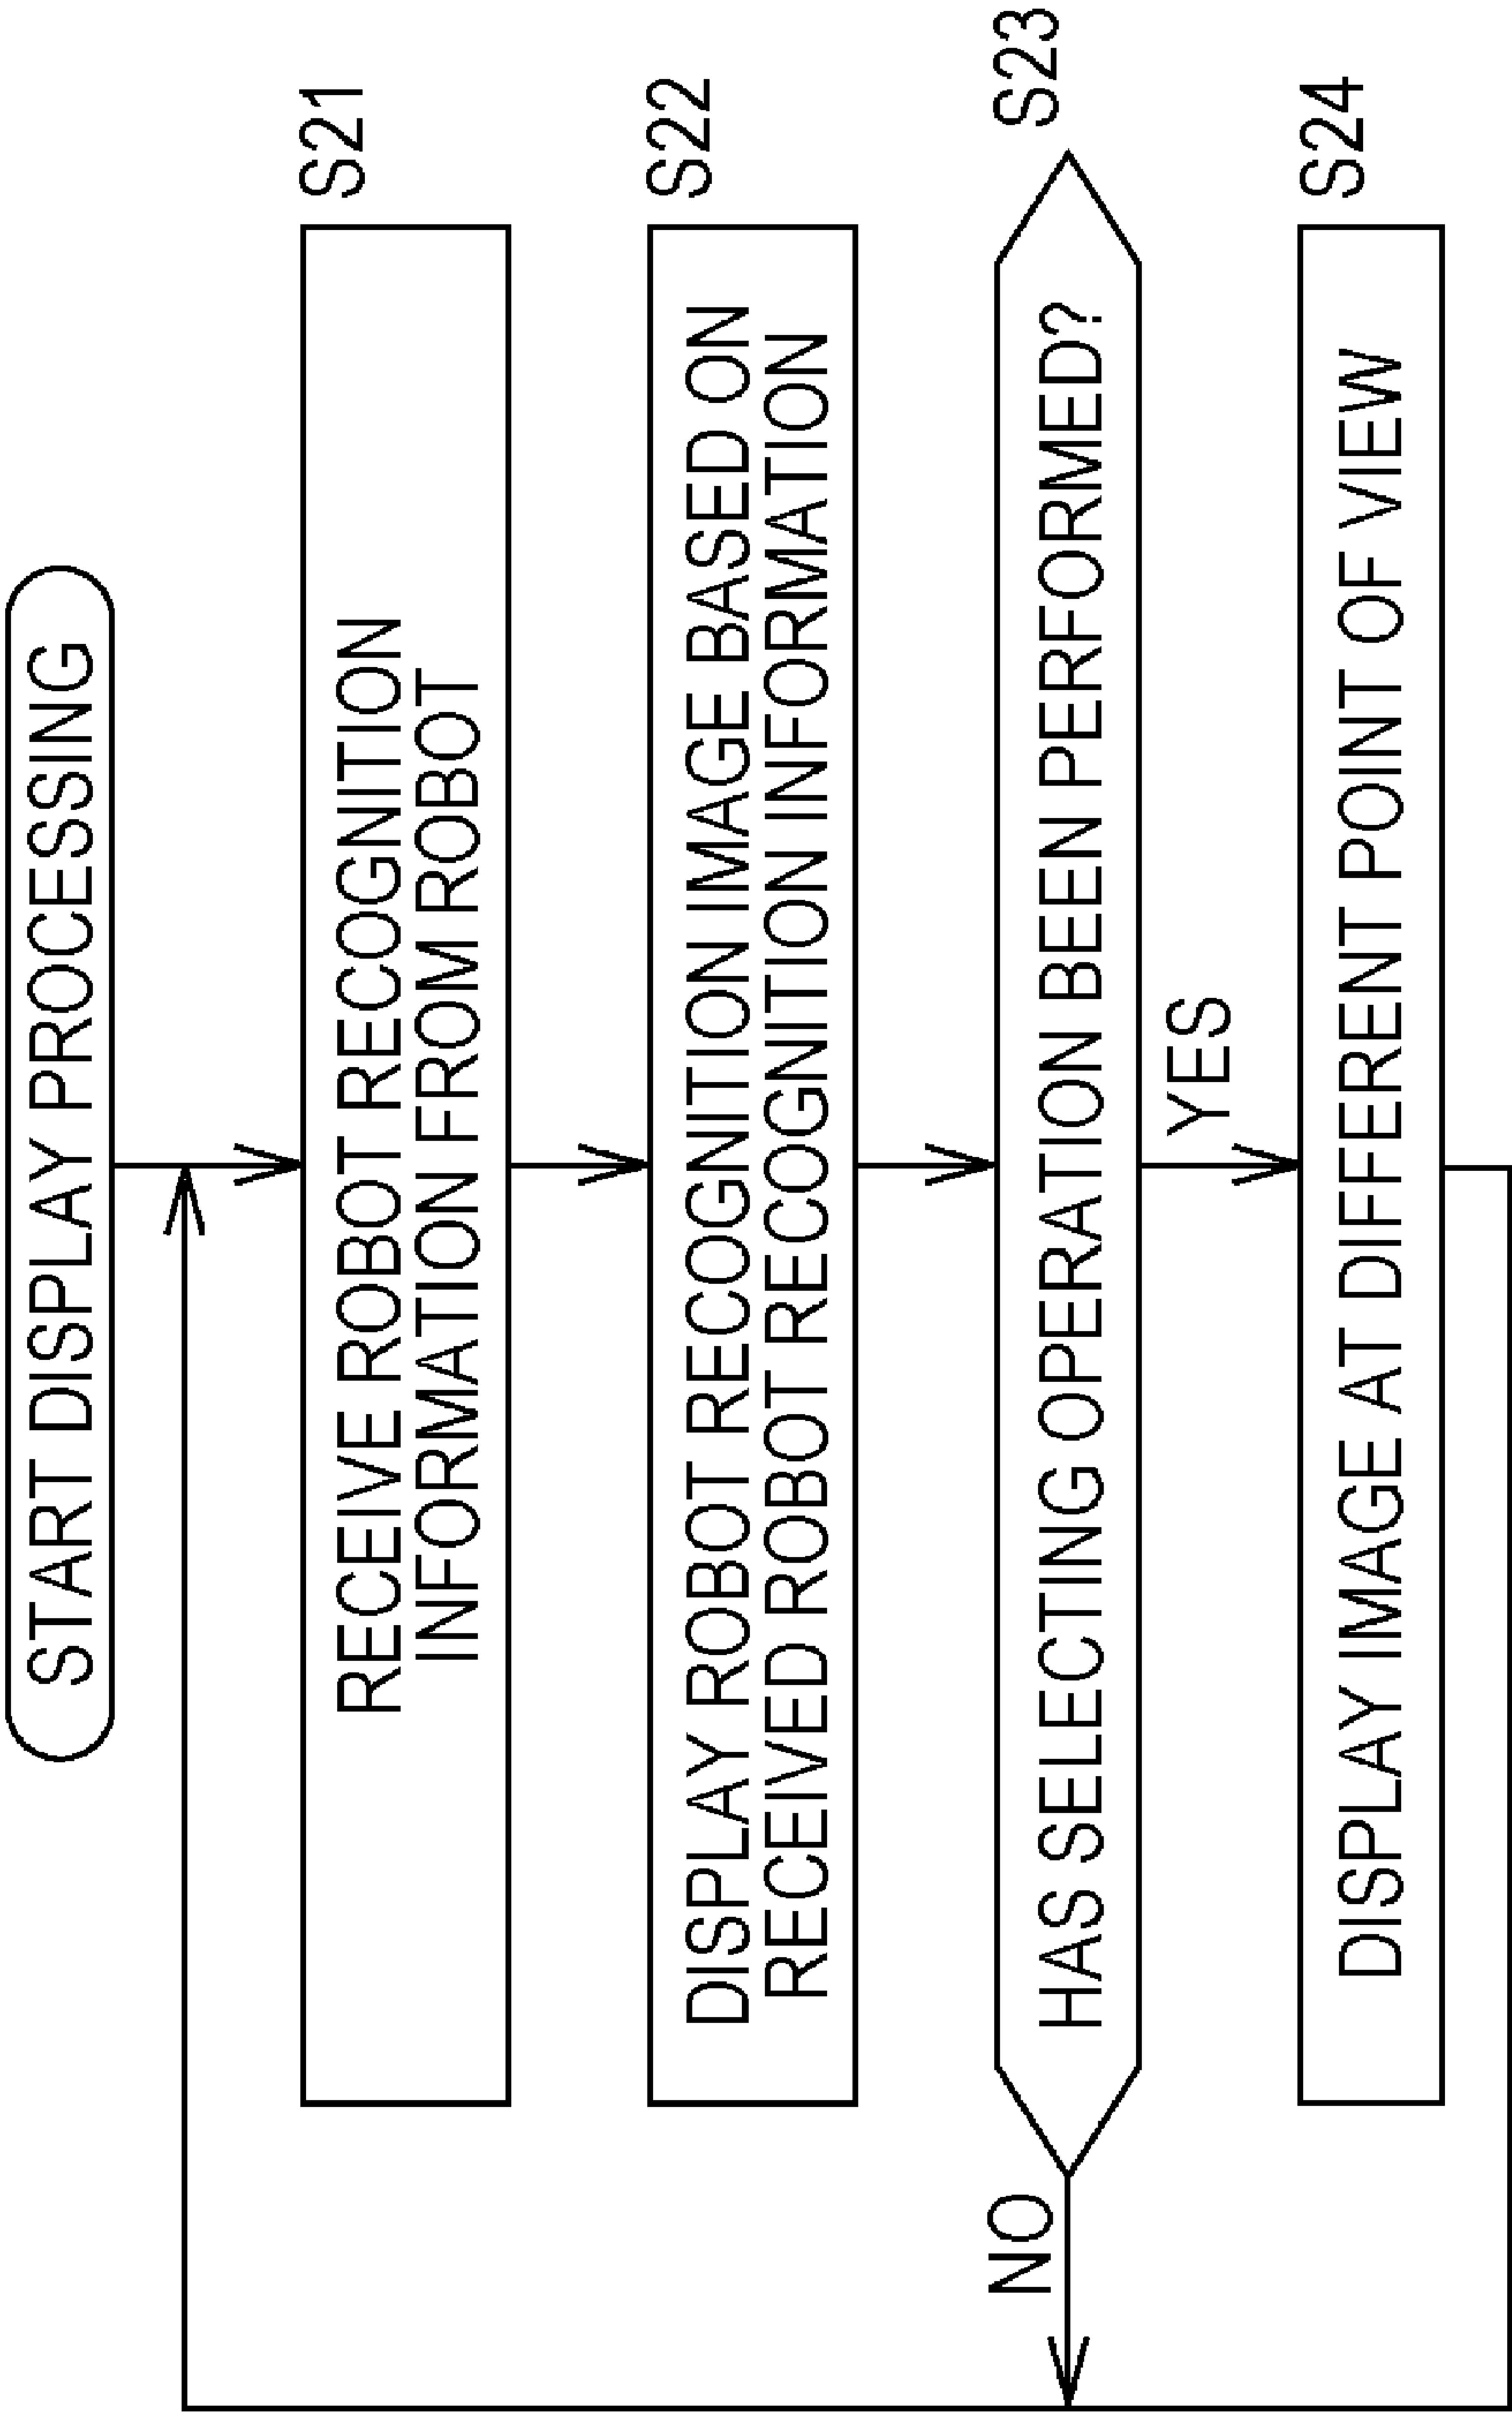 START DISPLAY PROCESSING
S21
RECEIVE ROBOT RECOGNITION
INFORMATION FROM ROBOT
S22
DISPLAY ROBOT RECOGNITION IMAGE BASED ON
RECEIVED ROBOT RECOGNITION INFORMATION
S23
HAS SELECTING OPERATION BEEN PERFORMED?
NO
YES
S24
DISPLAY IMAGE AT DIFFERENT POINT OF VIEW